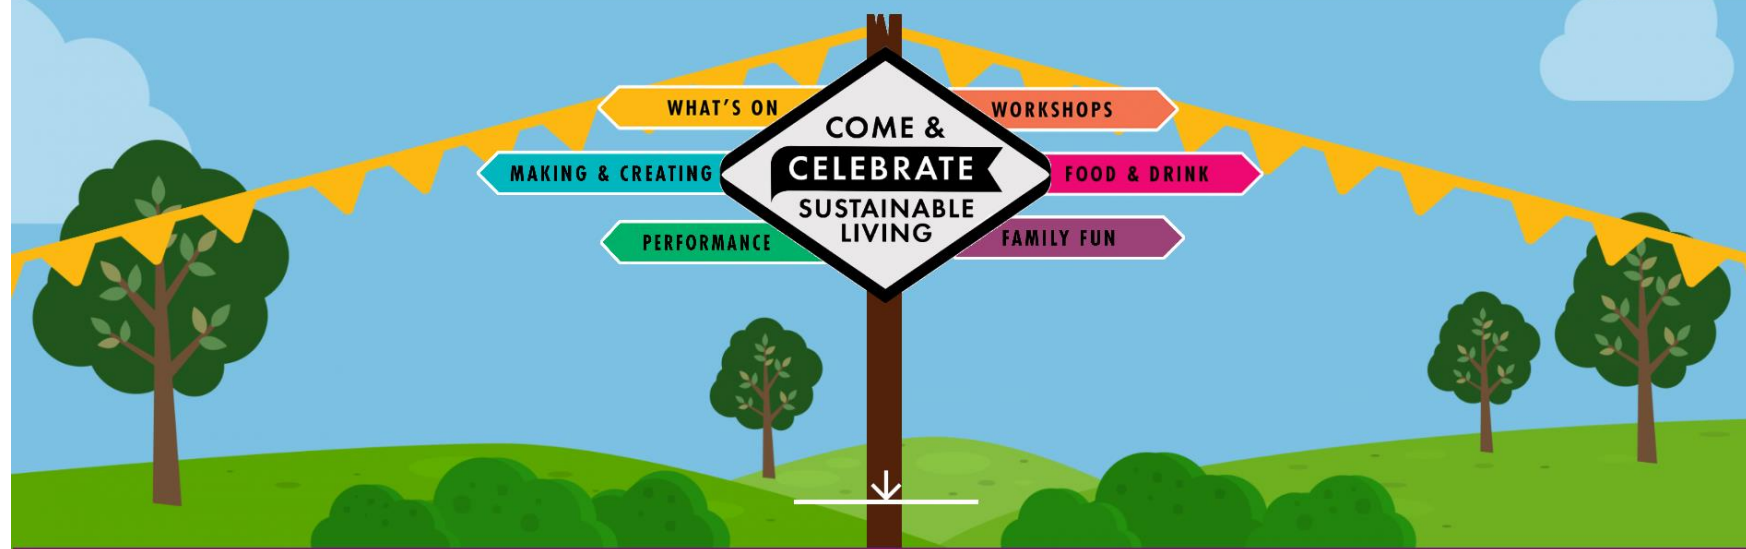 WHAT'S ON
WORKSHOPS
COME &
MAKING & CREATING
CELEBRATE
FOOD & DRINK
SUSTAINABLE
LIVING
PERFORMANCE
FAMILY FUN